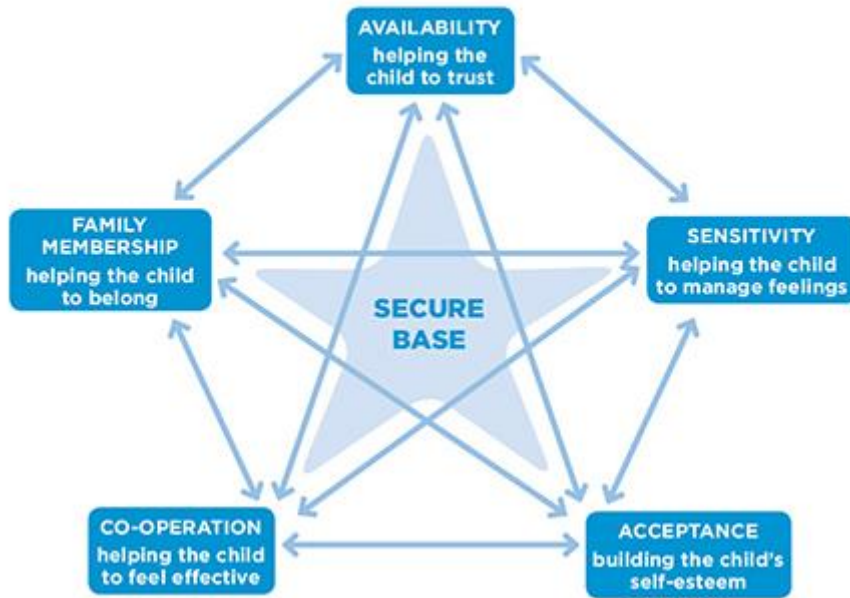 AVAILABILITY
helping the
child to trust
FAMILY
MEMBERSHIP
helping the child
to belong
SENSITIVITY
helping the child
to manage feelings
SECURE
BASE
CO-OPERATION
helping the child
to feel effective
ACCEPTANCE
building the child's
self-esteem